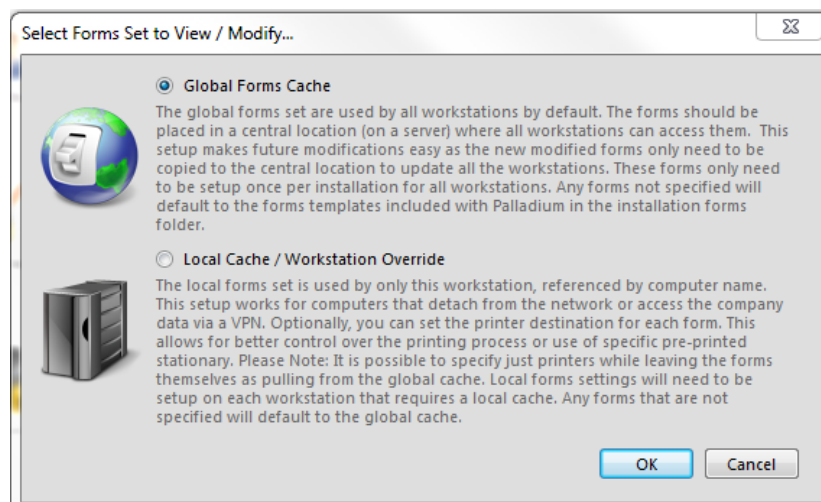 Select Forms Set to View / Modify...
Global Forms Cache
The global forms set are used by all workstations by default. The forms should be
placed in a central location (on a server) where all workstations can access them.  This
setup makes future modifications easy as the new modified forms only need to be
copied to the central location to update all the workstations. These forms only need
to be setup once per installation for all workstations. Any forms not specified will
default to the forms templates included with Palladium in the installation forms
folder.
Local Cache / Workstation Override
The local forms set is used by only this workstation, referenced by computer name.
This setup works for computers that detach from the network or access the company
data via a VPN. Optionally, you can set the printer destination for each form. This
allows for better control over the printing process or use of specific pre-printed
stationary. Please Note: It is possible to specify just printers while leaving the forms
themselves as pulling from the global cache. Local forms settings will need to be
setup on each workstation that requires a local cache. Any forms that are not
specified will default to the global cache.
OK
Cancel